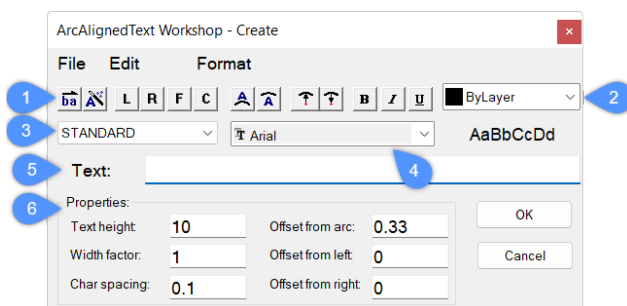 ArcAlignedText Workshop - Create
File Edit Format
1 ba A L R F C A A T T B I U ByLayer 2
3 STANDARD Arial AaBbCcDd
4
5 Text:
6 Properties:
Text height: 10 Offset from arc: 0.33 OK
Width factor: 1 Offset from left: 0 Cancel
Char spacing: 0.1 Offset from right: 0